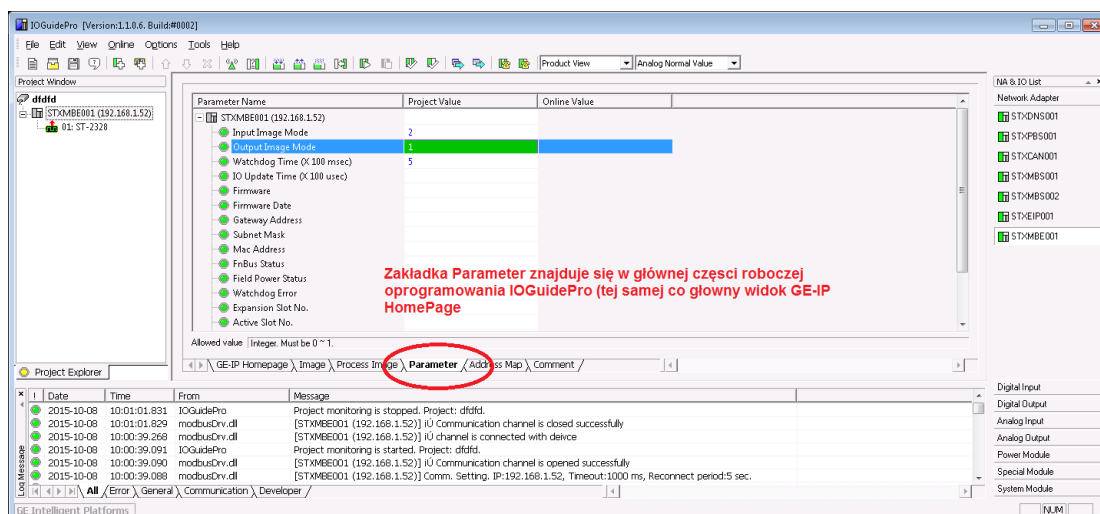 IOGuidePro [Version:1.1.0.6. Build:#0002]
File Edit View Online Options Tools Help
Product View Analog Normal Value
Project Window
dfdfd
STXMBE001 (192.168.1.52)
01: ST-2328
Project Explorer
Parameter Name Project Value Online Value
STXMBE001 (192.168.1.52)
Input Image Mode 2
Output Image Mode 1
Watchdog Time (X 100 msec) 5
IO Update Time (X 100 usec)
Firmware
Firmware Date
Gateway Address
Subnet Mask
Mac Address
FnBus Status
Field Power Status
Watchdog Error
Expansion Slot No.
Active Slot No.
Zakładka Parameter znajduje się w głównej części roboczej
oprogramowania IOGuidePro (tej samej co głowny widok GE-IP
HomePage
Allowed value Integer. Must be 0 ~ 1.
GE-IP Homepage Image Process Image Parameter Address Map Comment
NA & IO List
Network Adapter
STXDNS001
STXPBS001
STXCAN001
STXMBS001
STXMBS002
STXEIP001
STXMBE001
Digital Input
Digital Output
Analog Input
Analog Output
Power Module
Special Module
System Module
! Date Time From Message
2015-10-08 10:01:01.831 IOGuidePro Project monitoring is stopped. Project: dfdfd.
2015-10-08 10:01:01.829 modbusDrv.dll [STXMBE001 (192.168.1.52)] iÚ Communication channel is closed successfully
2015-10-08 10:00:39.268 modbusDrv.dll [STXMBE001 (192.168.1.52)] iÚ channel is connected with deivce
2015-10-08 10:00:39.091 IOGuidePro Project monitoring is started. Project: dfdfd.
2015-10-08 10:00:39.090 modbusDrv.dll [STXMBE001 (192.168.1.52)] iÚ Communication channel is opened successfully
2015-10-08 10:00:39.088 modbusDrv.dll [STXMBE001 (192.168.1.52)] Comm. Setting. IP:192.168.1.52, Timeout:1000 ms, Reconnect period:5 sec.
Log Message
All Error General Communication Developer
GE Intelligent Platforms
NUM